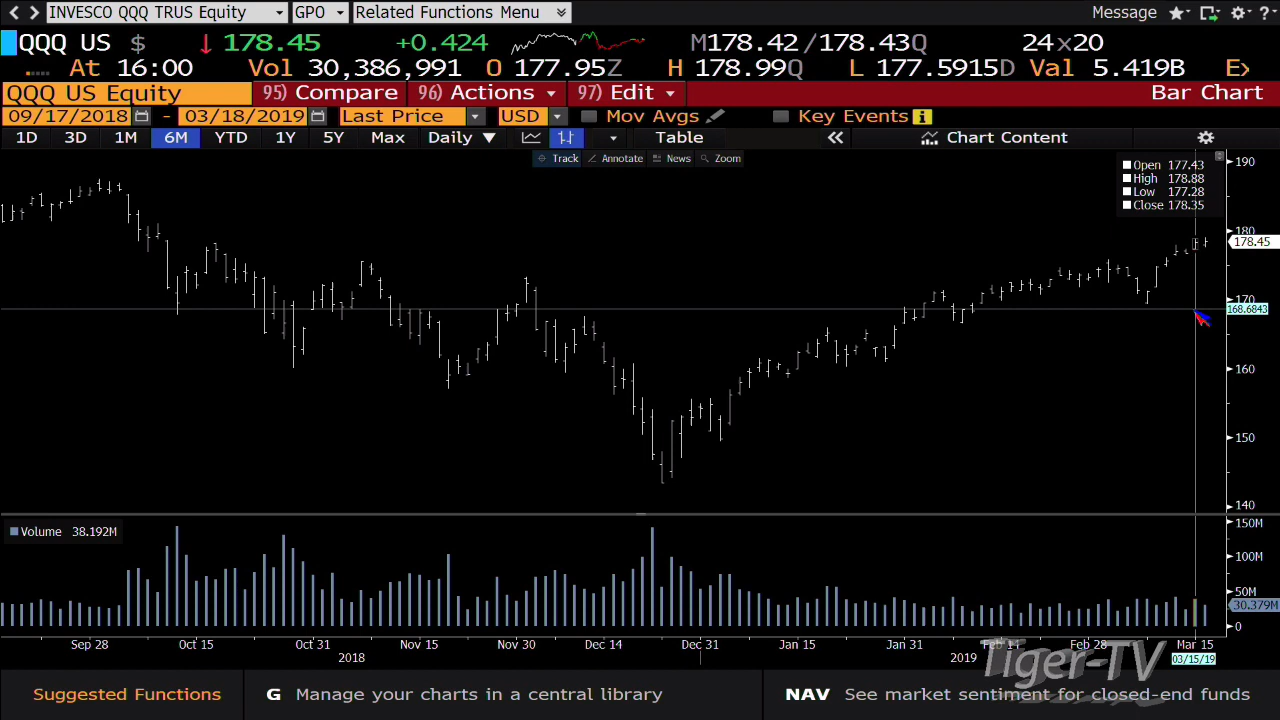 INVESCO QQQ TRUS Equity GPO Related Functions Menu Message ?
QQQ US $ ↓ 178.45 +0.424 M178.42 /178.43Q 24x20
At 16:00 Vol 30,386,991 O 177.95Z H 178.99Q L 177.5915D Val 5.419B Ex
QQQ US Equity 95) Compare 96) Actions 97) Edit Bar Chart
09/17/2018 - 03/18/2019 Last Price USD Mov Avgs Key Events i
1D 3D 1M 6M YTD 1Y 5Y Max Daily ▼ Table « Chart Content
Track Annotate News Zoom
Open 177.43
High 178.88
Low 177.28
Close 178.35
190
180
178.45
170
168.6843
160
150
140
Volume 38.192M
150M
100M
50M
30.379M
0
Sep 28 Oct 15 Oct 31 Nov 15 Nov 30 Dec 14 Dec 31 Jan 15 Jan 31 Feb 14 Feb 28 Mar 15
2018 2019 03/15/19
Tiger-TV
Suggested Functions G Manage your charts in a central library NAV See market sentiment for closed-end funds